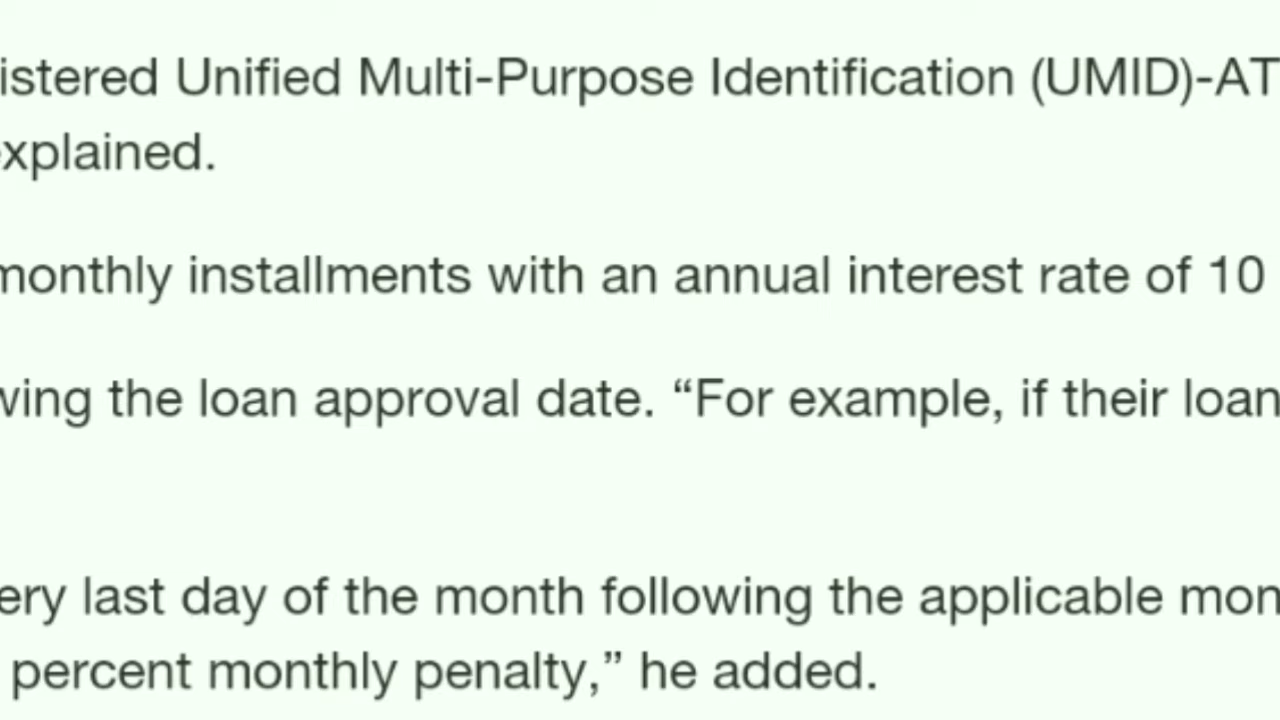 istered Unified Multi-Purpose Identification (UMID)-AT
explained.
monthly installments with an annual interest rate of 10
wing the loan approval date. “For example, if their loan
ery last day of the month following the applicable mon
percent monthly penalty,” he added.